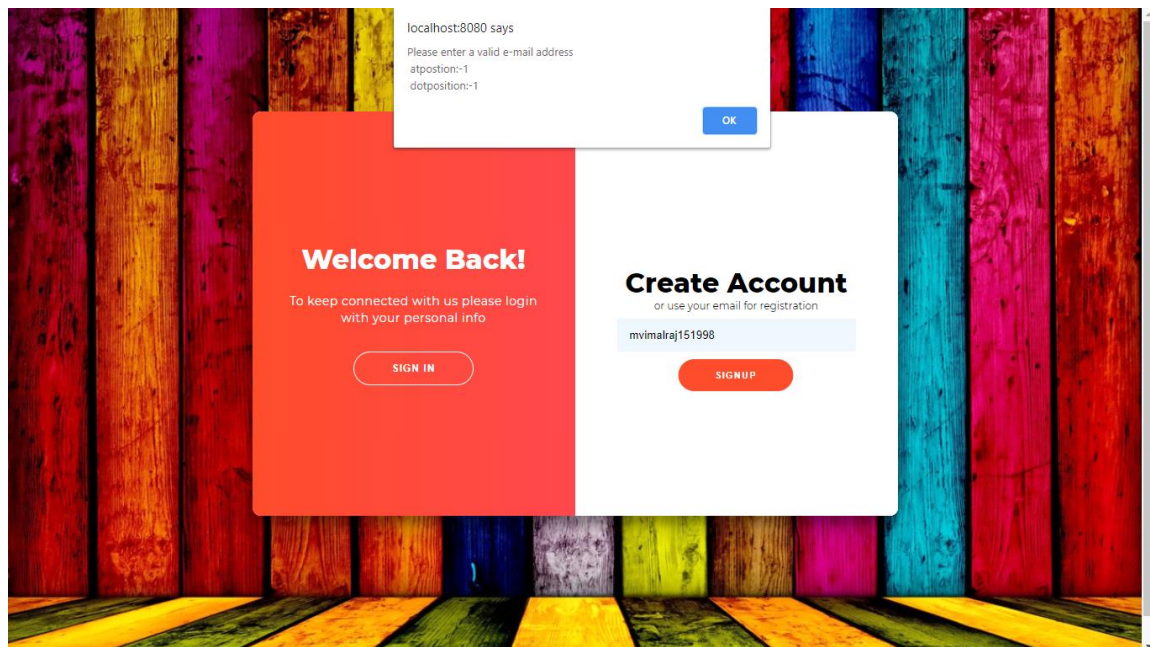 localhost:8080 says
Please enter a valid e-mail address
atpostion:-1
dotposition:-1
OK
Welcome Back!
To keep connected with us please login
with your personal info
SIGN IN
Create Account
or use your email for registration
mvimalraj151998
SIGNUP